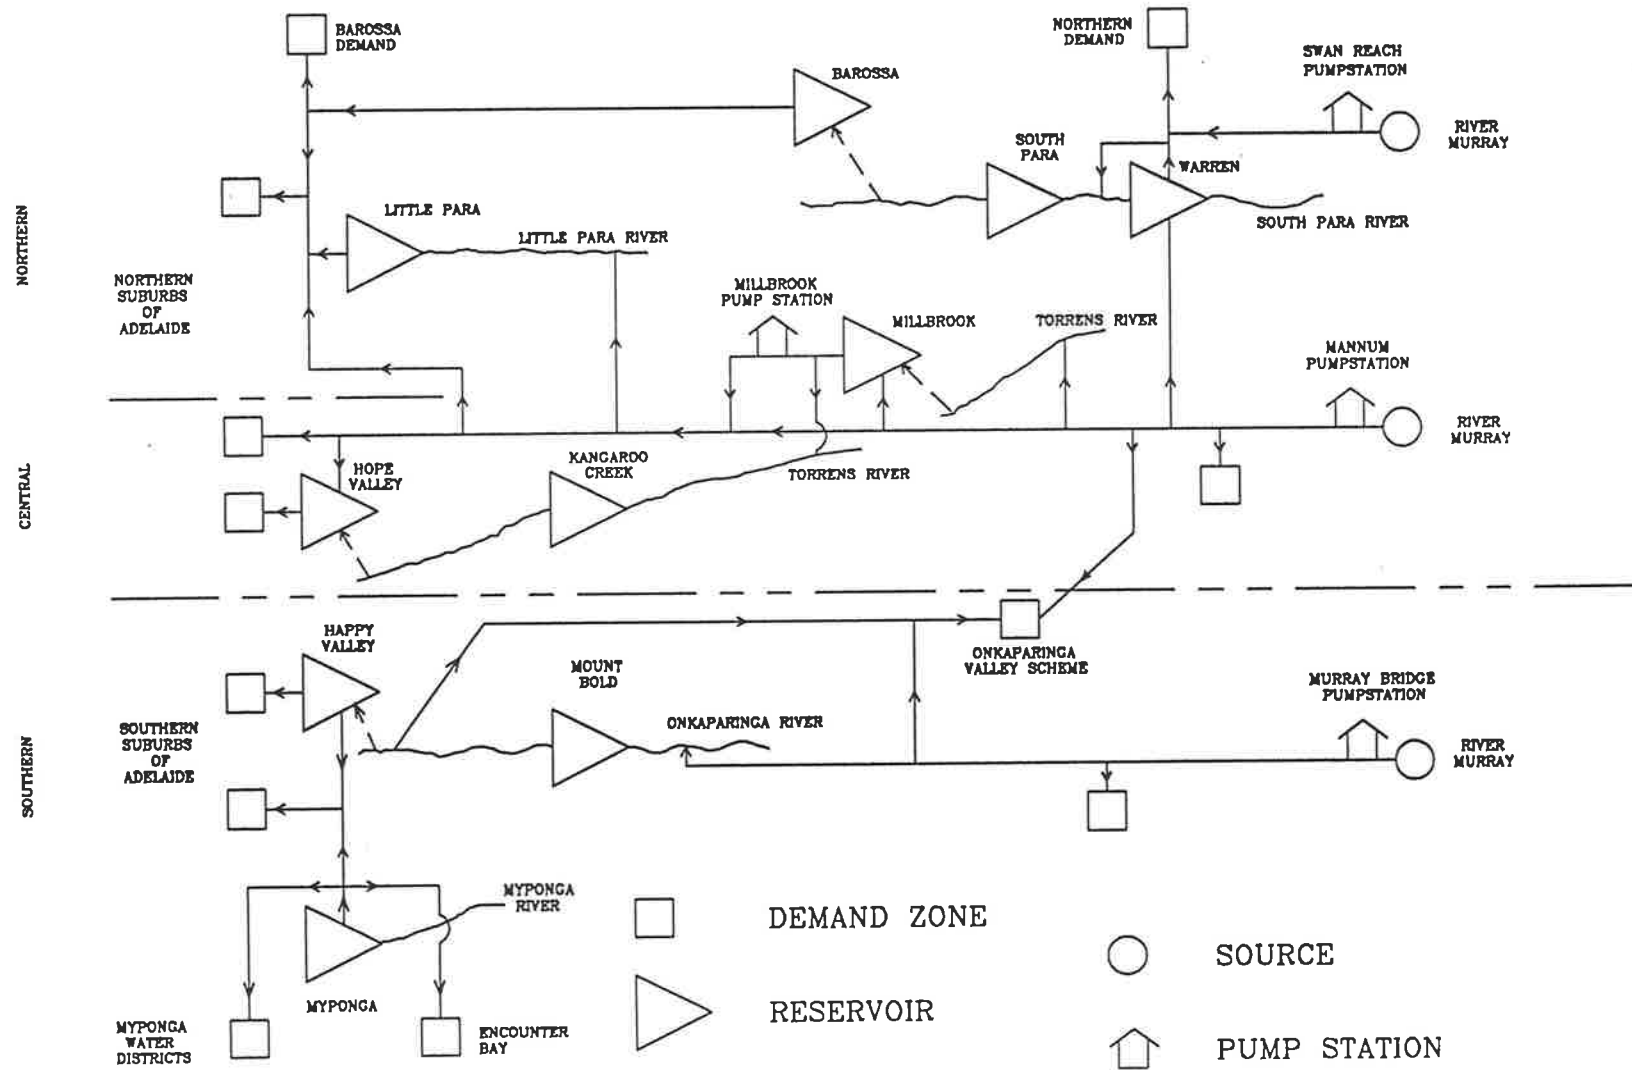 BAROSSA
DEMAND
NORTHERN
DEMAND
SWAN REACH
PUMPSTATION
BAROSSA
RIVER
MURRAY
SOUTH
PARA
WARREN
SOUTH PARA RIVER
LITTLE PARA
LITTLE PARA RIVER
NORTHERN
NORTHERN
SUBURBS
OF
ADELAIDE
MILLBROOK
PUMP STATION
MILLBROOK
TORRENS RIVER
MANNUM
PUMPSTATION
RIVER
MURRAY
CENTRAL
HOPE
VALLEY
KANGAROO
CREEK
TORRENS RIVER
HAPPY
VALLEY
MOUNT
BOLD
ONKAPARINGA
VALLEY SCHEME
MURRAY BRIDGE
PUMPSTATION
ONKAPARINGA RIVER
RIVER
MURRAY
SOUTHERN
SOUTHERN
SUBURBS
OF
ADELAIDE
MYPONGA
RIVER
MYPONGA
MYPONGA
WATER
DISTRICTS
ENCOUNTER
BAY
DEMAND ZONE
RESERVOIR
SOURCE
PUMP STATION